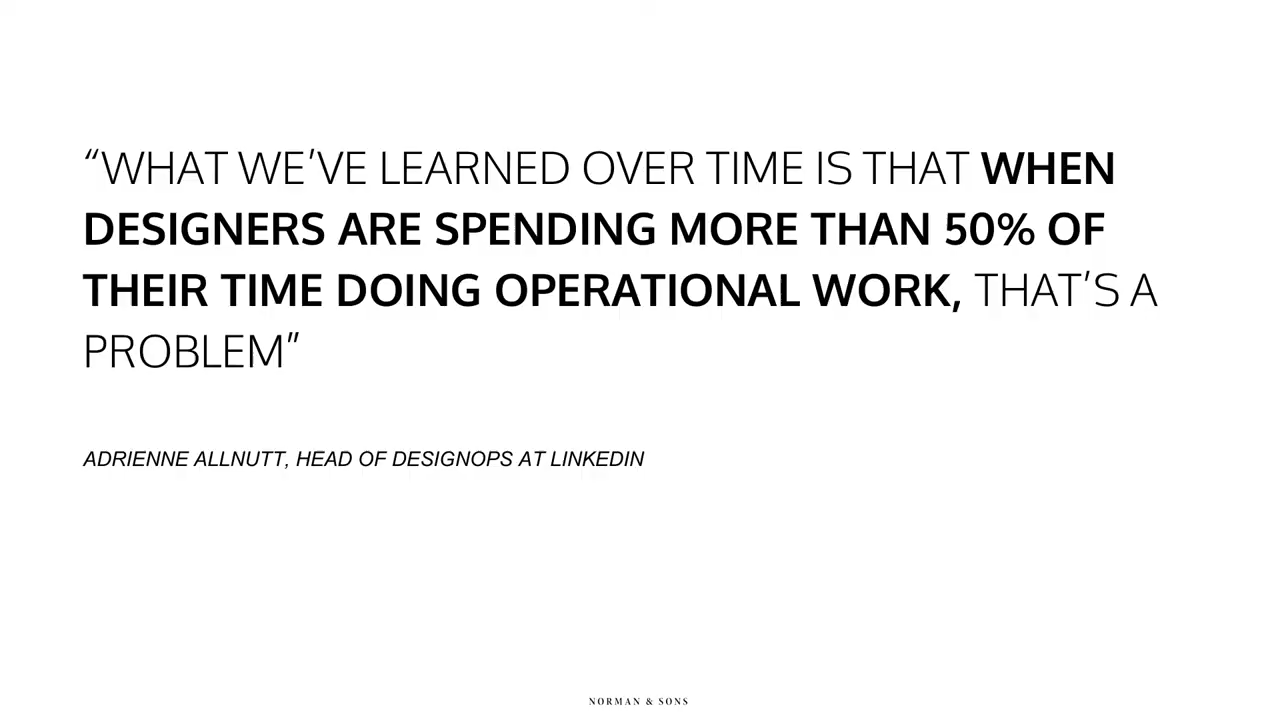 “WHAT WE’VE LEARNED OVER TIME IS THAT WHEN
DESIGNERS ARE SPENDING MORE THAN 50% OF
THEIR TIME DOING OPERATIONAL WORK, THAT’S A
PROBLEM”
ADRIENNE ALLNUTT, HEAD OF DESIGNOPS AT LINKEDIN
NORMAN & SONS